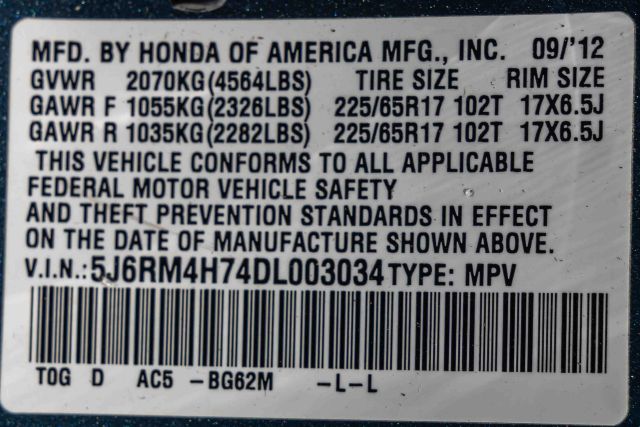 MFD. BY HONDA OF AMERICA MFG., INC. 09/'12
GVWR 2070KG(4564LBS) TIRE SIZE RIM SIZE
GAWR F 1055KG(2326LBS) 225/65R17 102T 17X6.5J
GAWR R 1035KG(2282LBS) 225/65R17 102T 17X6.5J
THIS VEHICLE CONFORMS TO ALL APPLICABLE
FEDERAL MOTOR VEHICLE SAFETY
AND THEFT PREVENTION STANDARDS IN EFFECT
ON THE DATE OF MANUFACTURE SHOWN ABOVE.
V.I.N.:5J6RM4H74DL003034 TYPE: MPV
T0G D AC5 -BG62M -L-L